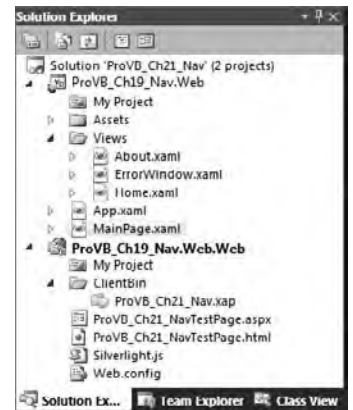 Solution Explorer
Solution 'ProVB_Ch21_Nav' (2 projects)
ProVB_Ch19_Nav.Web
My Project
Assets
Views
About.xaml
ErrorWindow.xaml
Home.xaml
App.xaml
MainPage.xaml
ProVB_Ch19_Nav.Web.Web
My Project
ClientBin
ProVB_Ch21_Nav.xap
ProVB_Ch21_NavTestPage.aspx
ProVB_Ch21_NavTestPage.html
Silverlight.js
Web.config
Solution Ex... Team Explorer Class View